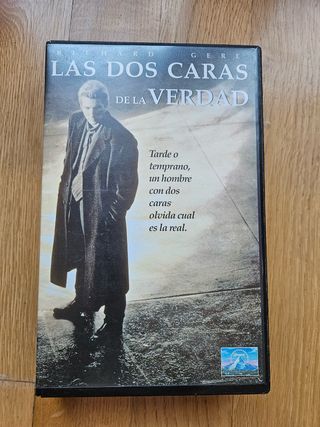 RICHARD GERE
LAS DOS CARAS
DE LA VERDAD
Tarde o
temprano,
un hombre
con dos
caras
olvida cual
es la real.